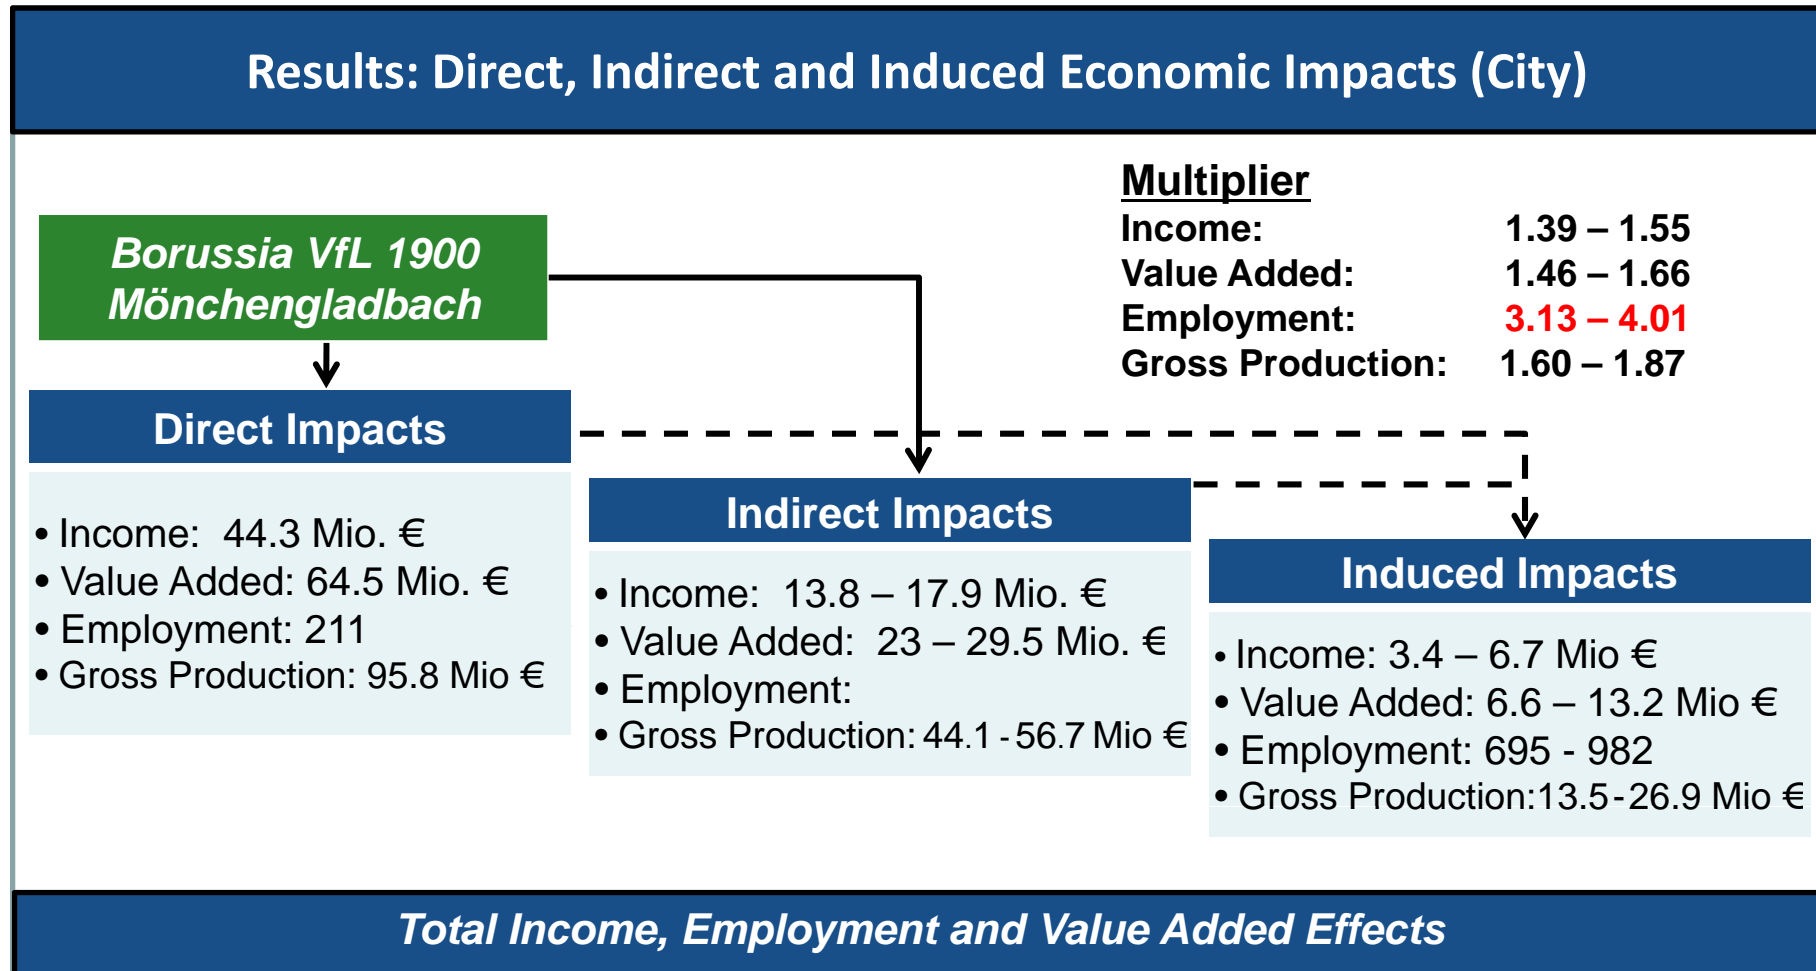 Results: Direct, Indirect and Induced Economic Impacts (City)
Multiplier
Income: 1.39 – 1.55
Value Added: 1.46 – 1.66
Employment: 3.13 – 4.01
Gross Production: 1.60 – 1.87
Borussia VfL 1900
Mönchengladbach
Direct Impacts
• Income: 44.3 Mio. €
• Value Added: 64.5 Mio. €
• Employment: 211
• Gross Production: 95.8 Mio €
Indirect Impacts
• Income: 13.8 – 17.9 Mio. €
• Value Added: 23 – 29.5 Mio. €
• Employment:
• Gross Production: 44.1 - 56.7 Mio €
Induced Impacts
• Income: 3.4 – 6.7 Mio €
• Value Added: 6.6 – 13.2 Mio €
• Employment: 695 - 982
• Gross Production:13.5-26.9 Mio €
Total Income, Employment and Value Added Effects